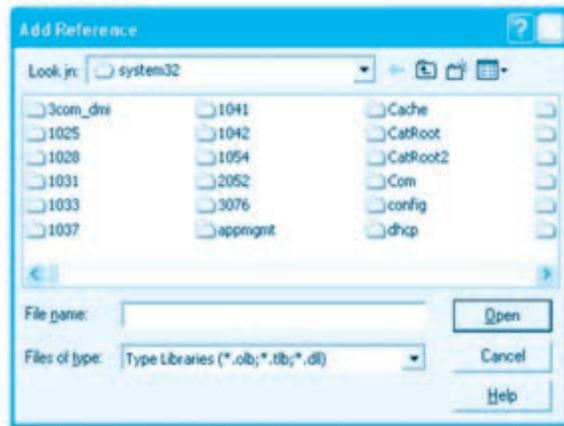 Add Reference
?
Look in: system32
3com_dmi 1041 Cache
1025 1042 CatRoot
1028 1054 CatRoot2
1031 2052 Com
1033 3076 config
1037 appmgmt dhcp
File name: Open
Files of type: Type Libraries (*.olb;*.tlb;*.dll) Cancel
Help